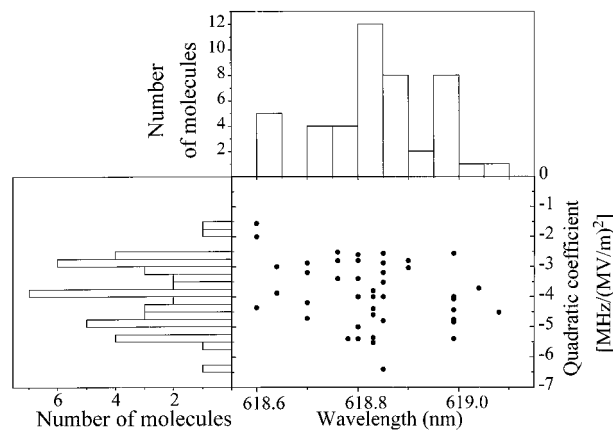 Number
of molecules
12
10
8
6
4
2
0
-1
-2
-3
-4
-5
-6
-7
Quadratic coefficient
[MHz/(MV/m)²]
6 4 2
618.6 618.8 619.0
Number of molecules
Wavelength (nm)